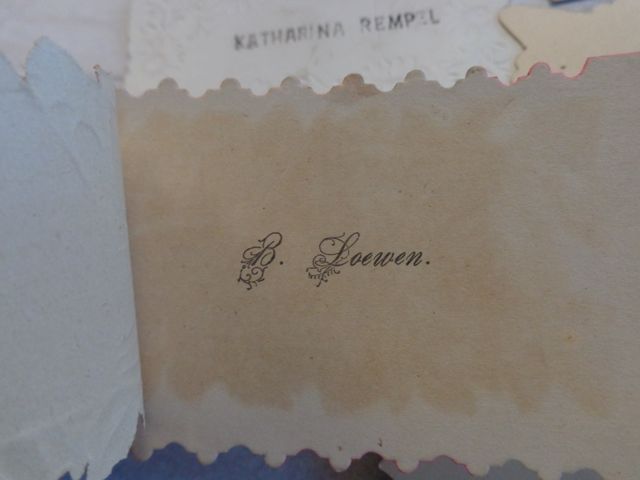 KATHARINA REMPEL
B. Loewen.